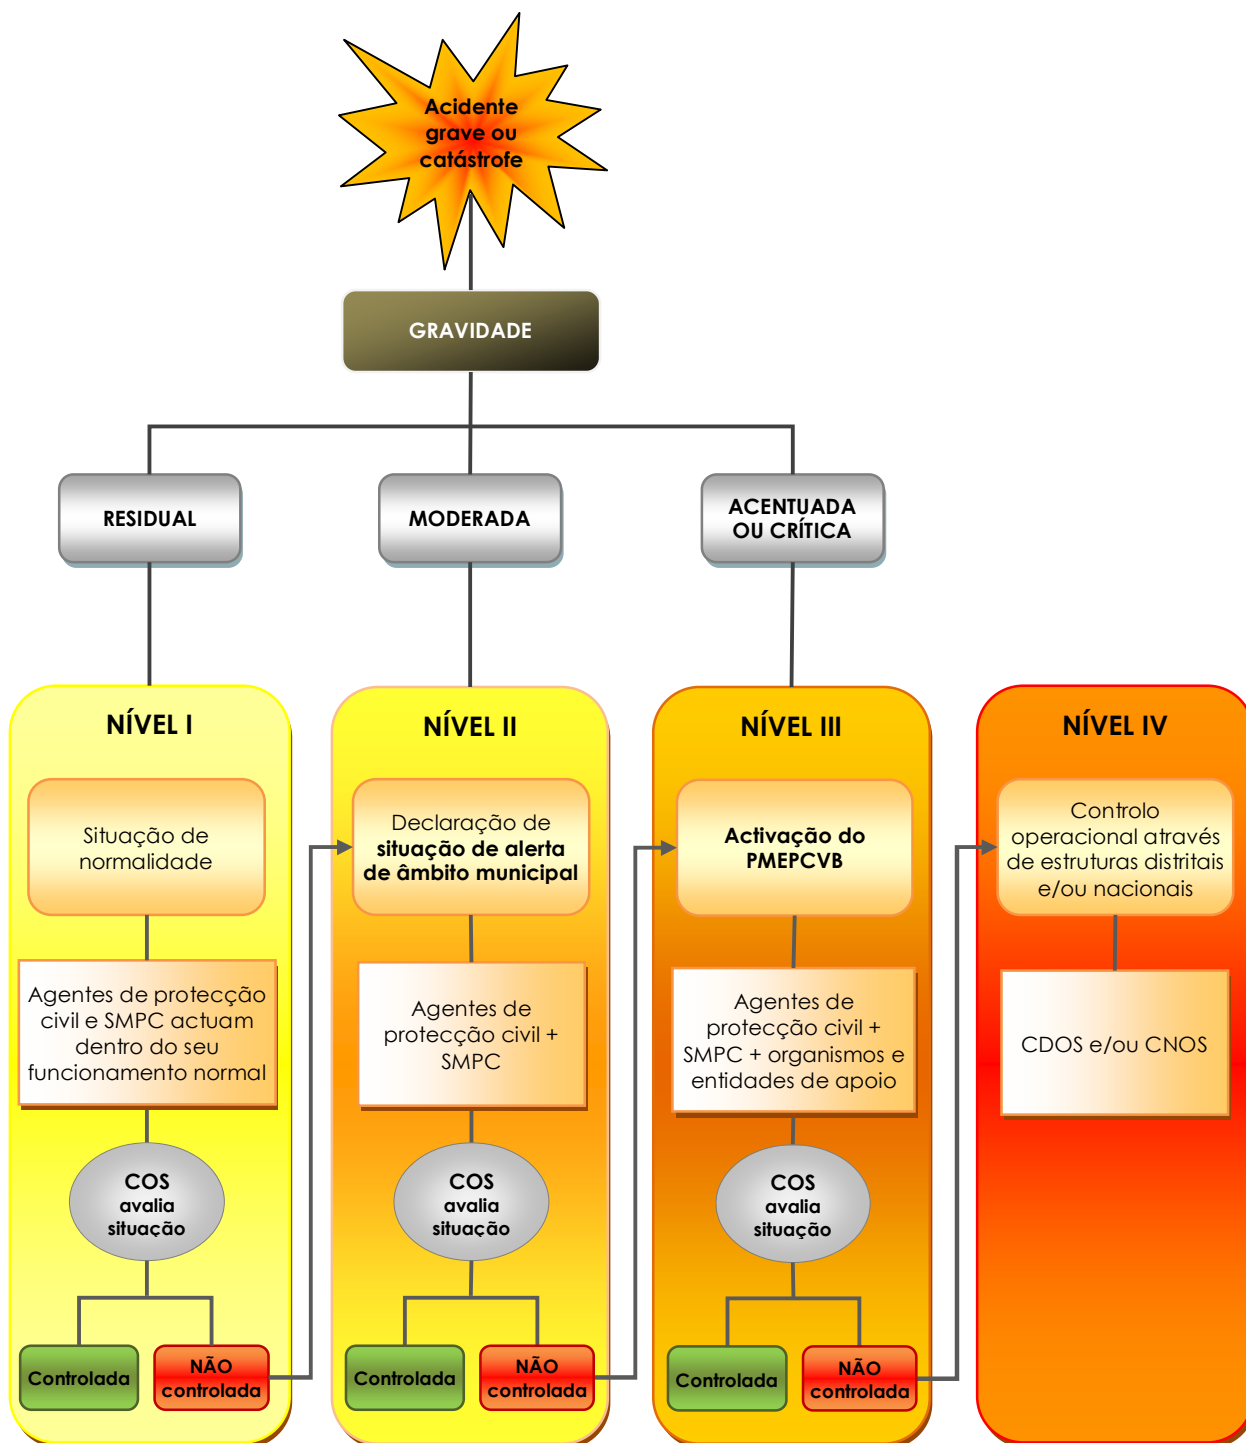 Acidente
grave ou
catástrofe
GRAVIDADE
RESIDUAL
MODERADA
ACENTUADA
OU CRÍTICA
NÍVEL I
Situação de
normalidade
Agentes de protecção
civil e SMPC actuam
dentro do seu
funcionamento normal
COS
avalia
situação
Controlada
NÃO
controlada
NÍVEL II
Declaração de
situação de alerta
de âmbito municipal
Agentes de
protecção civil +
SMPC
COS
avalia
situação
Controlada
NÃO
controlada
NÍVEL III
Activação do
PMEPCVB
Agentes de
protecção civil +
SMPC + organismos e
entidades de apoio
COS
avalia
situação
Controlada
NÃO
controlada
NÍVEL IV
Controlo
operacional através
de estruturas distritais
e/ou nacionais
CDOS e/ou CNOS